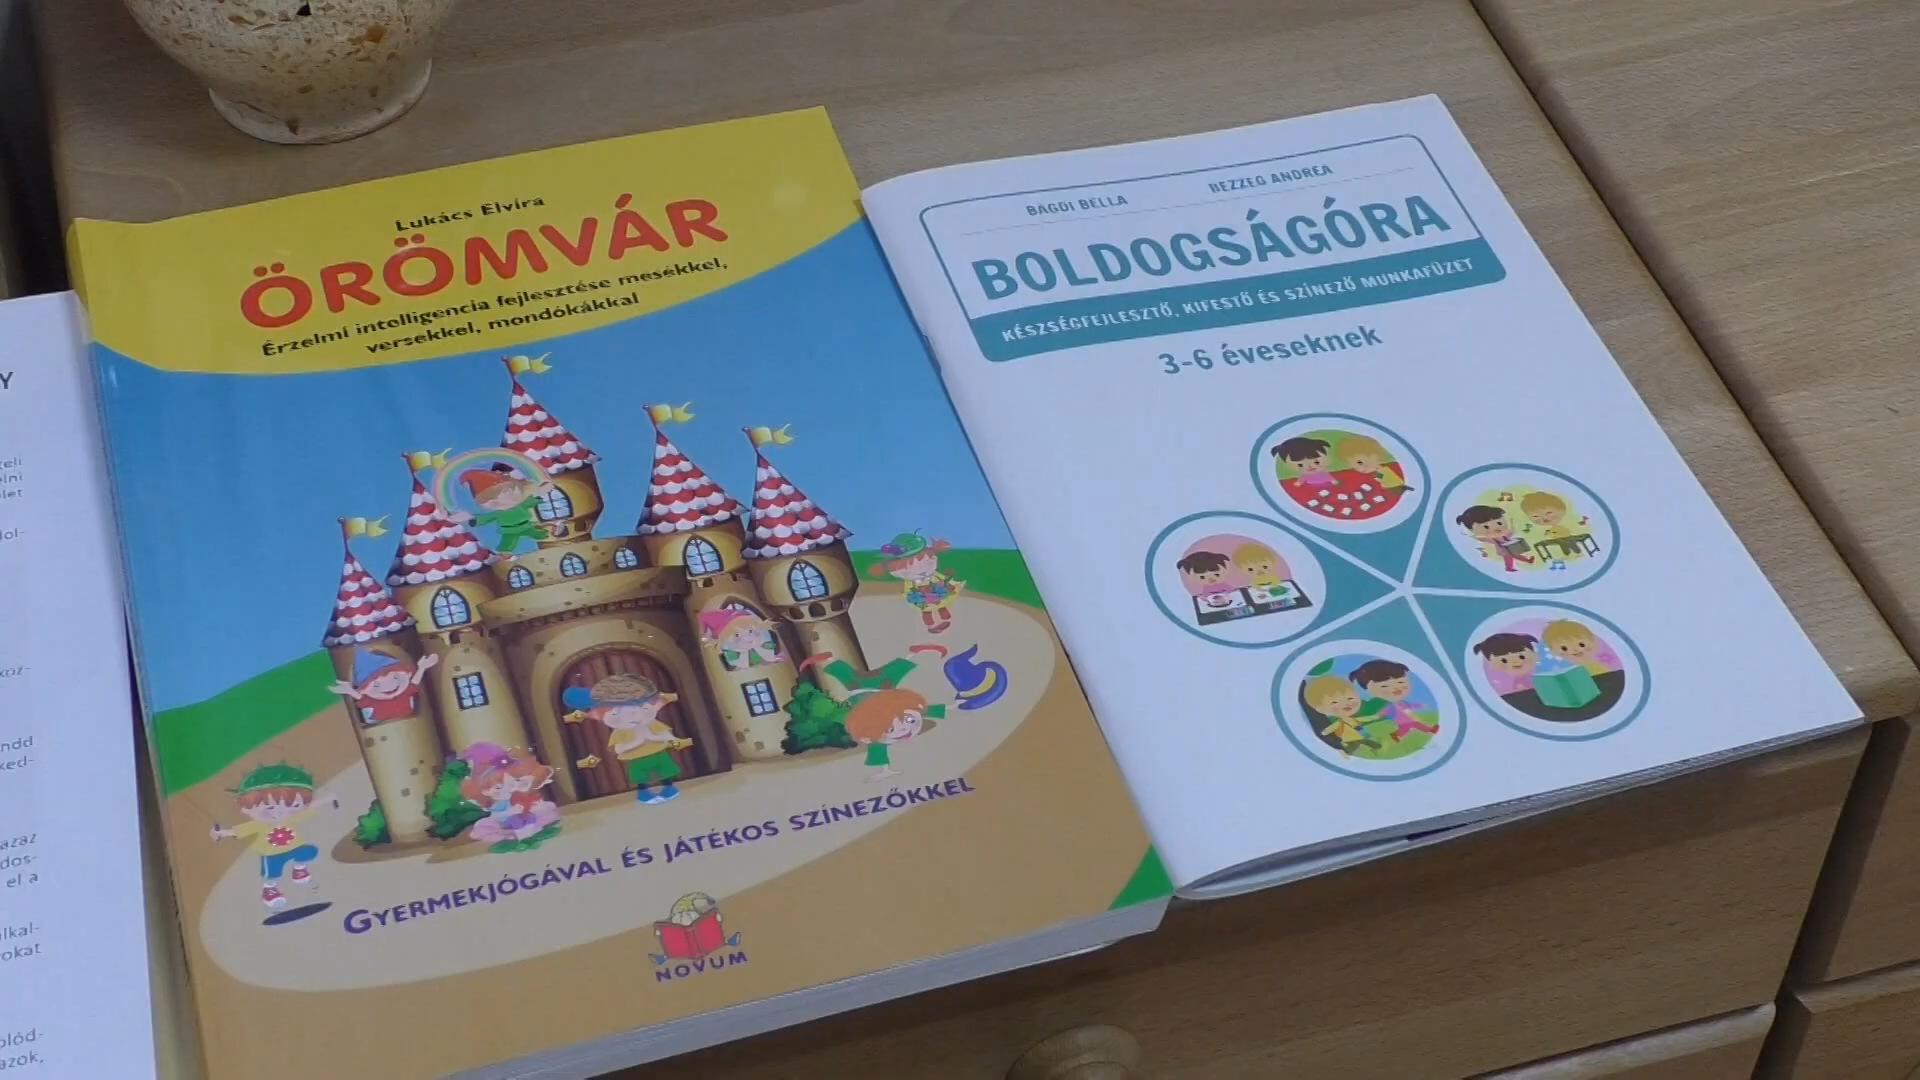 Lukács Elvira
ÖRÖMVÁR
Érzelmi intelligencia fejlesztése mesékkel,
versekkel, mondókákkal
GYERMEKJÓGÁVAL ÉS JÁTÉKOS SZÍNEZŐKKEL
NOVUM
BAGDI BELLA
BEZZEG ANDREA
BOLDOGSÁGÓRA
KÉSZSÉGFEJLESZTŐ, KIFESTŐ ÉS SZÍNEZŐ MUNKAFÜZET
3-6 éveseknek